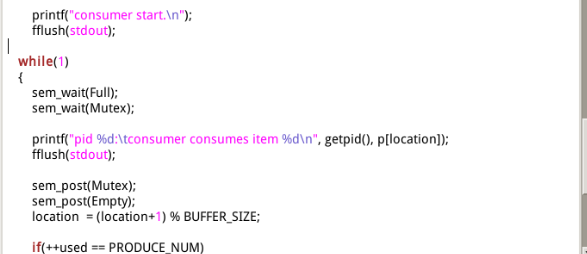 printf("consumer start.\n");
fflush(stdout);
while(1)
{
sem_wait(Full);
sem_wait(Mutex);
printf("pid %d:\tconsumer consumes item %d\n", getpid(), p[location]);
fflush(stdout);
sem_post(Mutex);
sem_post(Empty);
location  = (location+1) % BUFFER_SIZE;
if(++used == PRODUCE_NUM)